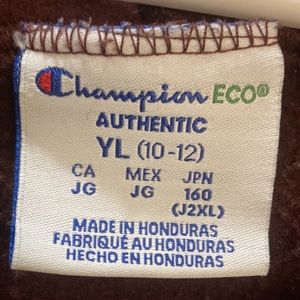 Champion ECO®
AUTHENTIC
YL (10-12)
CA MEX JPN
JG JG 160
(J2XL)
MADE IN HONDURAS
FABRIQUÉ AU HONDURAS
HECHO EN HONDURAS